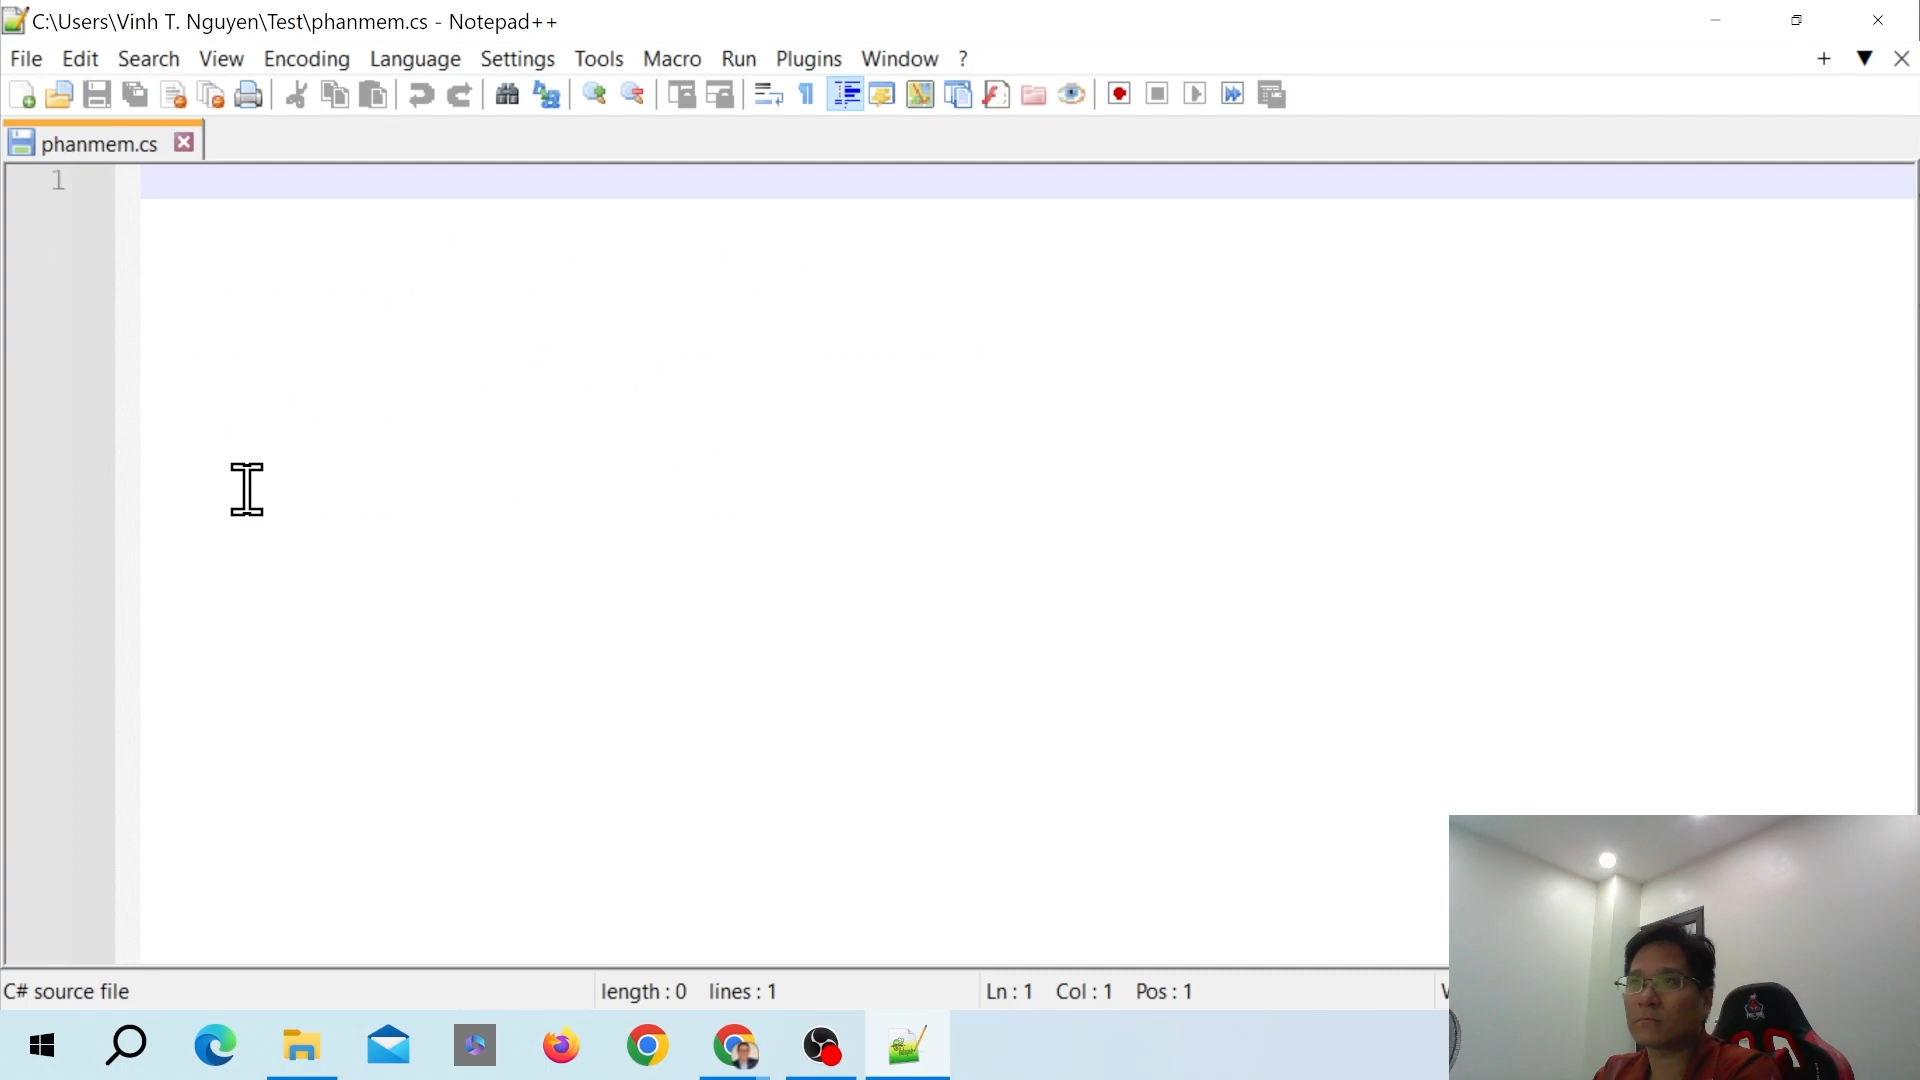 C:\Users\Vinh T. Nguyen\Test\phanmem.cs - Notepad++
File Edit Search View Encoding Language Settings Tools Macro Run Plugins Window ?
phanmem.cs
1
C# source file length : 0 lines : 1 Ln : 1 Col : 1 Pos : 1